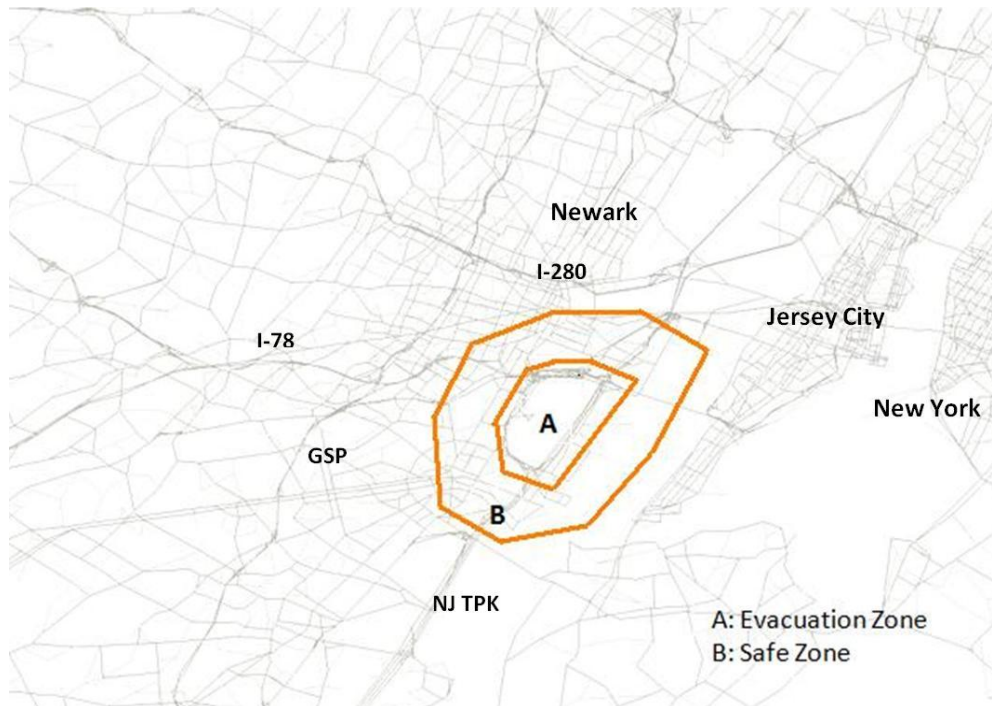 Newark
I-280
Jersey City
I-78
New York
A
GSP
B
NJ TPK
A: Evacuation Zone
B: Safe Zone